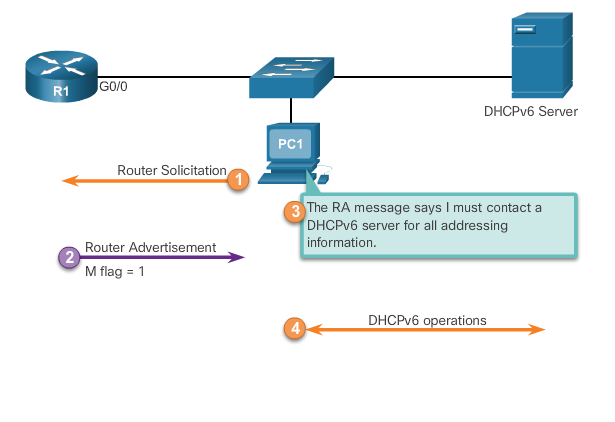 R1
G0/0
DHCPv6 Server
PC1
Router Solicitation
1
3
The RA message says I must contact a
DHCPv6 server for all addressing
information.
2
Router Advertisement
M flag = 1
4
DHCPv6 operations